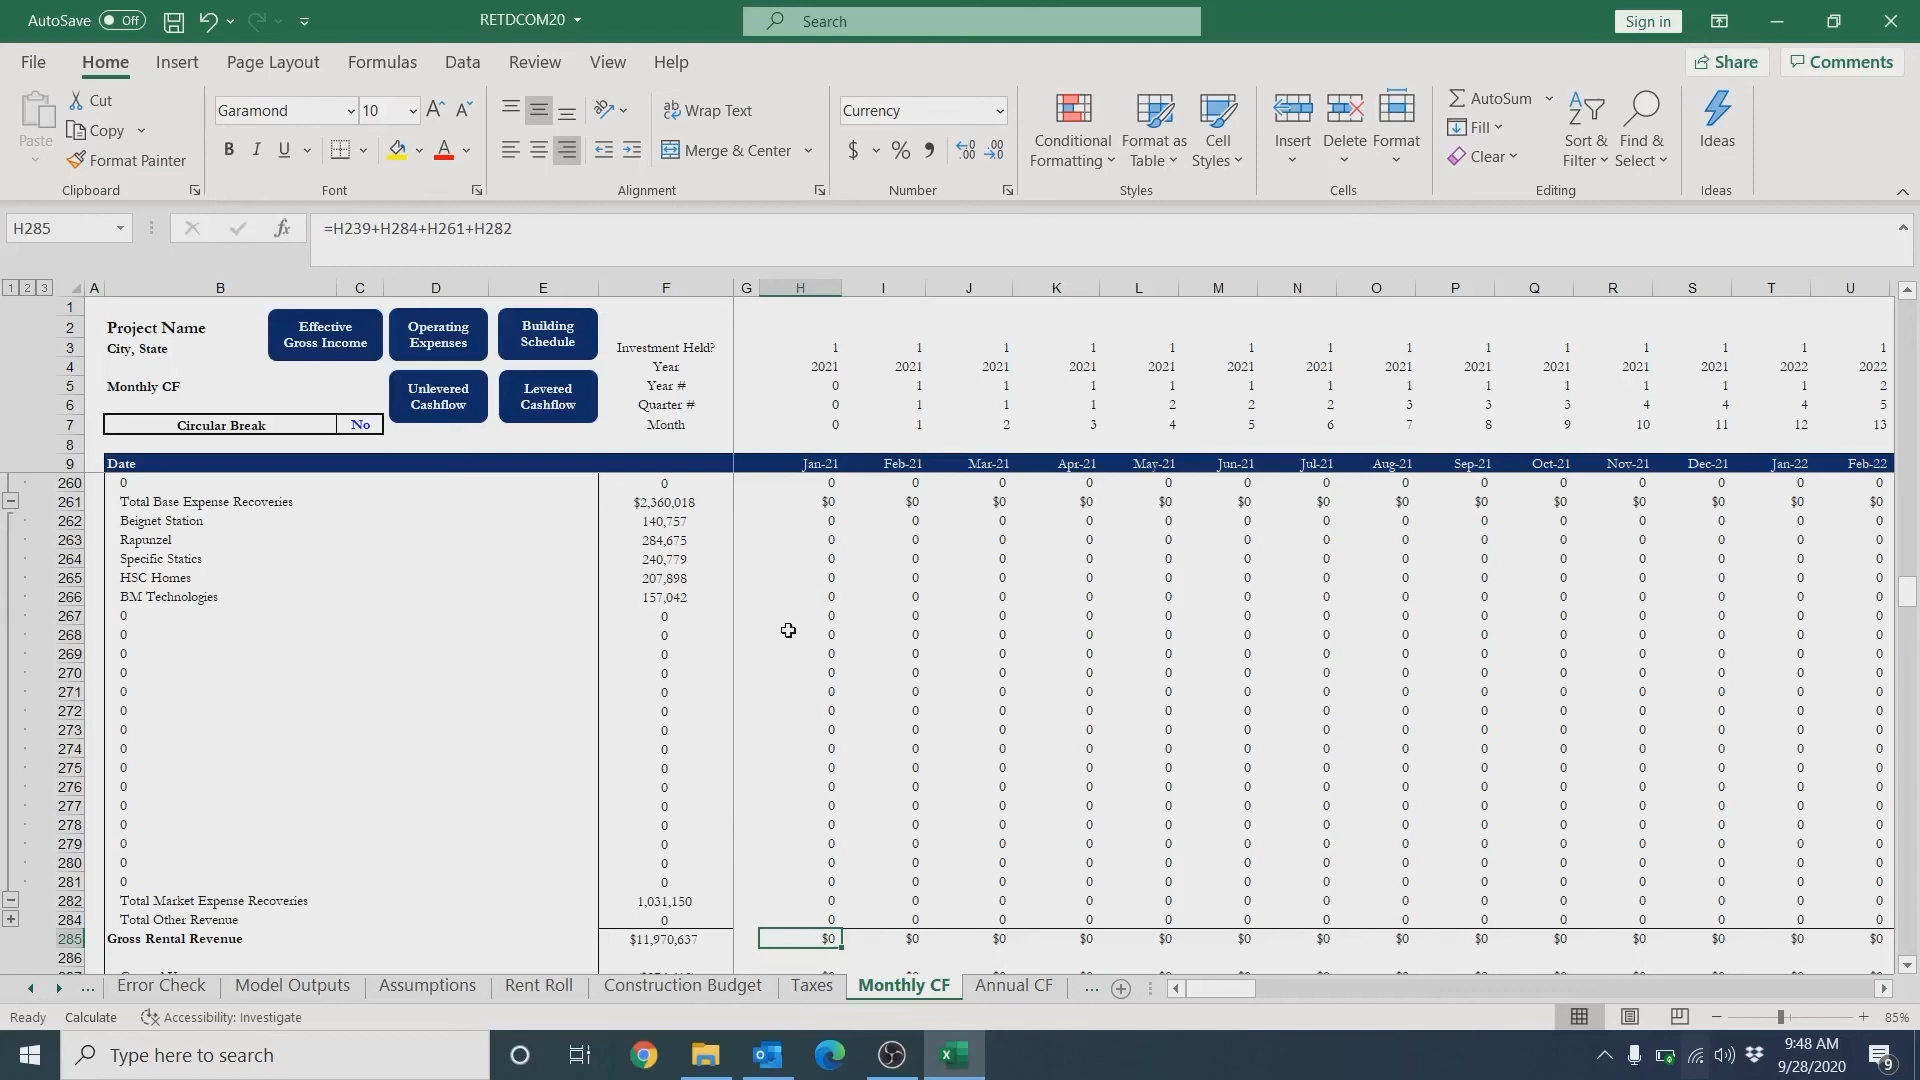 AutoSave Off RETDCOM20 Search Sign in
File Home Insert Page Layout Formulas Data Review View Help Share Comments
Cut Garamond 10 Wrap Text Currency AutoSum
Paste Copy B I U Merge & Center $ % Conditional Formatting Format as Table Cell Styles Insert Delete Format Fill Sort & Filter Find & Select Ideas
Format Painter Clear
Clipboard Font Alignment Number Styles Cells Editing Ideas
H285 fx =H239+H284+H261+H282
1 2 3 A B C D E F G H I J K L M N O P Q R S T U
1
2 Project Name Effective Gross Income Operating Expenses Building Schedule
3 City, State Investment Held? 1 1 1 1 1 1 1 1 1 1 1 1 1 1
4 Year 2021 2021 2021 2021 2021 2021 2021 2021 2021 2021 2021 2021 2022 2022
5 Monthly CF Unlevered Cashflow Levered Cashflow Year # 0 1 1 1 1 1 1 1 1 1 1 1 1 2
6 Quarter # 0 1 1 1 2 2 2 3 3 3 4 4 4 5
7 Circular Break No Month 0 1 2 3 4 5 6 7 8 9 10 11 12 13
8
9 Date Jan-21 Feb-21 Mar-21 Apr-21 May-21 Jun-21 Jul-21 Aug-21 Sep-21 Oct-21 Nov-21 Dec-21 Jan-22 Feb-22
260 0 0 0 0 0 0 0 0 0 0 0 0 0 0 0 0
261 Total Base Expense Recoveries $2,360,018 $0 $0 $0 $0 $0 $0 $0 $0 $0 $0 $0 $0 $0 $0
262 Beignet Station 140,757 0 0 0 0 0 0 0 0 0 0 0 0 0 0
263 Rapunzel 284,675 0 0 0 0 0 0 0 0 0 0 0 0 0 0
264 Specific Statics 240,779 0 0 0 0 0 0 0 0 0 0 0 0 0 0
265 HSC Homes 207,898 0 0 0 0 0 0 0 0 0 0 0 0 0 0
266 BM Technologies 157,042 0 0 0 0 0 0 0 0 0 0 0 0 0 0
267 0 0 0 0 0 0 0 0 0 0 0 0 0 0 0 0
268 0 0 0 0 0 0 0 0 0 0 0 0 0 0 0 0
269 0 0 0 0 0 0 0 0 0 0 0 0 0 0 0 0
270 0 0 0 0 0 0 0 0 0 0 0 0 0 0 0 0
271 0 0 0 0 0 0 0 0 0 0 0 0 0 0 0 0
272 0 0 0 0 0 0 0 0 0 0 0 0 0 0 0 0
273 0 0 0 0 0 0 0 0 0 0 0 0 0 0 0 0
274 0 0 0 0 0 0 0 0 0 0 0 0 0 0 0 0
275 0 0 0 0 0 0 0 0 0 0 0 0 0 0 0 0
276 0 0 0 0 0 0 0 0 0 0 0 0 0 0 0 0
277 0 0 0 0 0 0 0 0 0 0 0 0 0 0 0 0
278 0 0 0 0 0 0 0 0 0 0 0 0 0 0 0 0
279 0 0 0 0 0 0 0 0 0 0 0 0 0 0 0 0
280 0 0 0 0 0 0 0 0 0 0 0 0 0 0 0 0
281 0 0 0 0 0 0 0 0 0 0 0 0 0 0 0 0
282 Total Market Expense Recoveries 1,031,150 0 0 0 0 0 0 0 0 0 0 0 0 0 0
284 Total Other Revenue 0 0 0 0 0 0 0 0 0 0 0 0 0 0 0
285 Gross Rental Revenue $11,970,637 $0 $0 $0 $0 $0 $0 $0 $0 $0 $0 $0 $0 $0 $0
286
... Error Check Model Outputs Assumptions Rent Roll Construction Budget Taxes Monthly CF Annual CF ...
Ready Calculate Accessibility: Investigate 85%
Type here to search 9:48 AM
9/28/2020 9